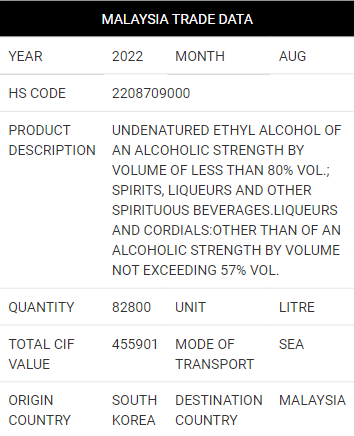 MALAYSIA TRADE DATA
YEAR 2022 MONTH AUG
HS CODE 2208709000
PRODUCT DESCRIPTION
UNDENATURED ETHYL ALCOHOL OF
AN ALCOHOLIC STRENGTH BY
VOLUME OF LESS THAN 80% VOL.;
SPIRITS, LIQUEURS AND OTHER
SPIRITUOUS BEVERAGES.LIQUEURS
AND CORDIALS:OTHER THAN OF AN
ALCOHOLIC STRENGTH BY VOLUME
NOT EXCEEDING 57% VOL.
QUANTITY 82800 UNIT LITRE
TOTAL CIF VALUE 455901 MODE OF TRANSPORT SEA
ORIGIN COUNTRY SOUTH KOREA DESTINATION COUNTRY MALAYSIA